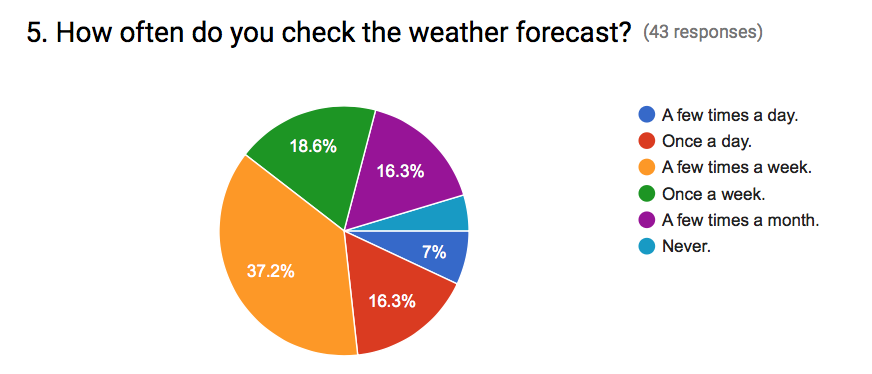 5. How often do you check the weather forecast? (43 responses)
A few times a day.
18.6%
Once a day.
16.3%
A few times a week.
Once a week.
A few times a month.
7%
Never.
37.2%
16.3%